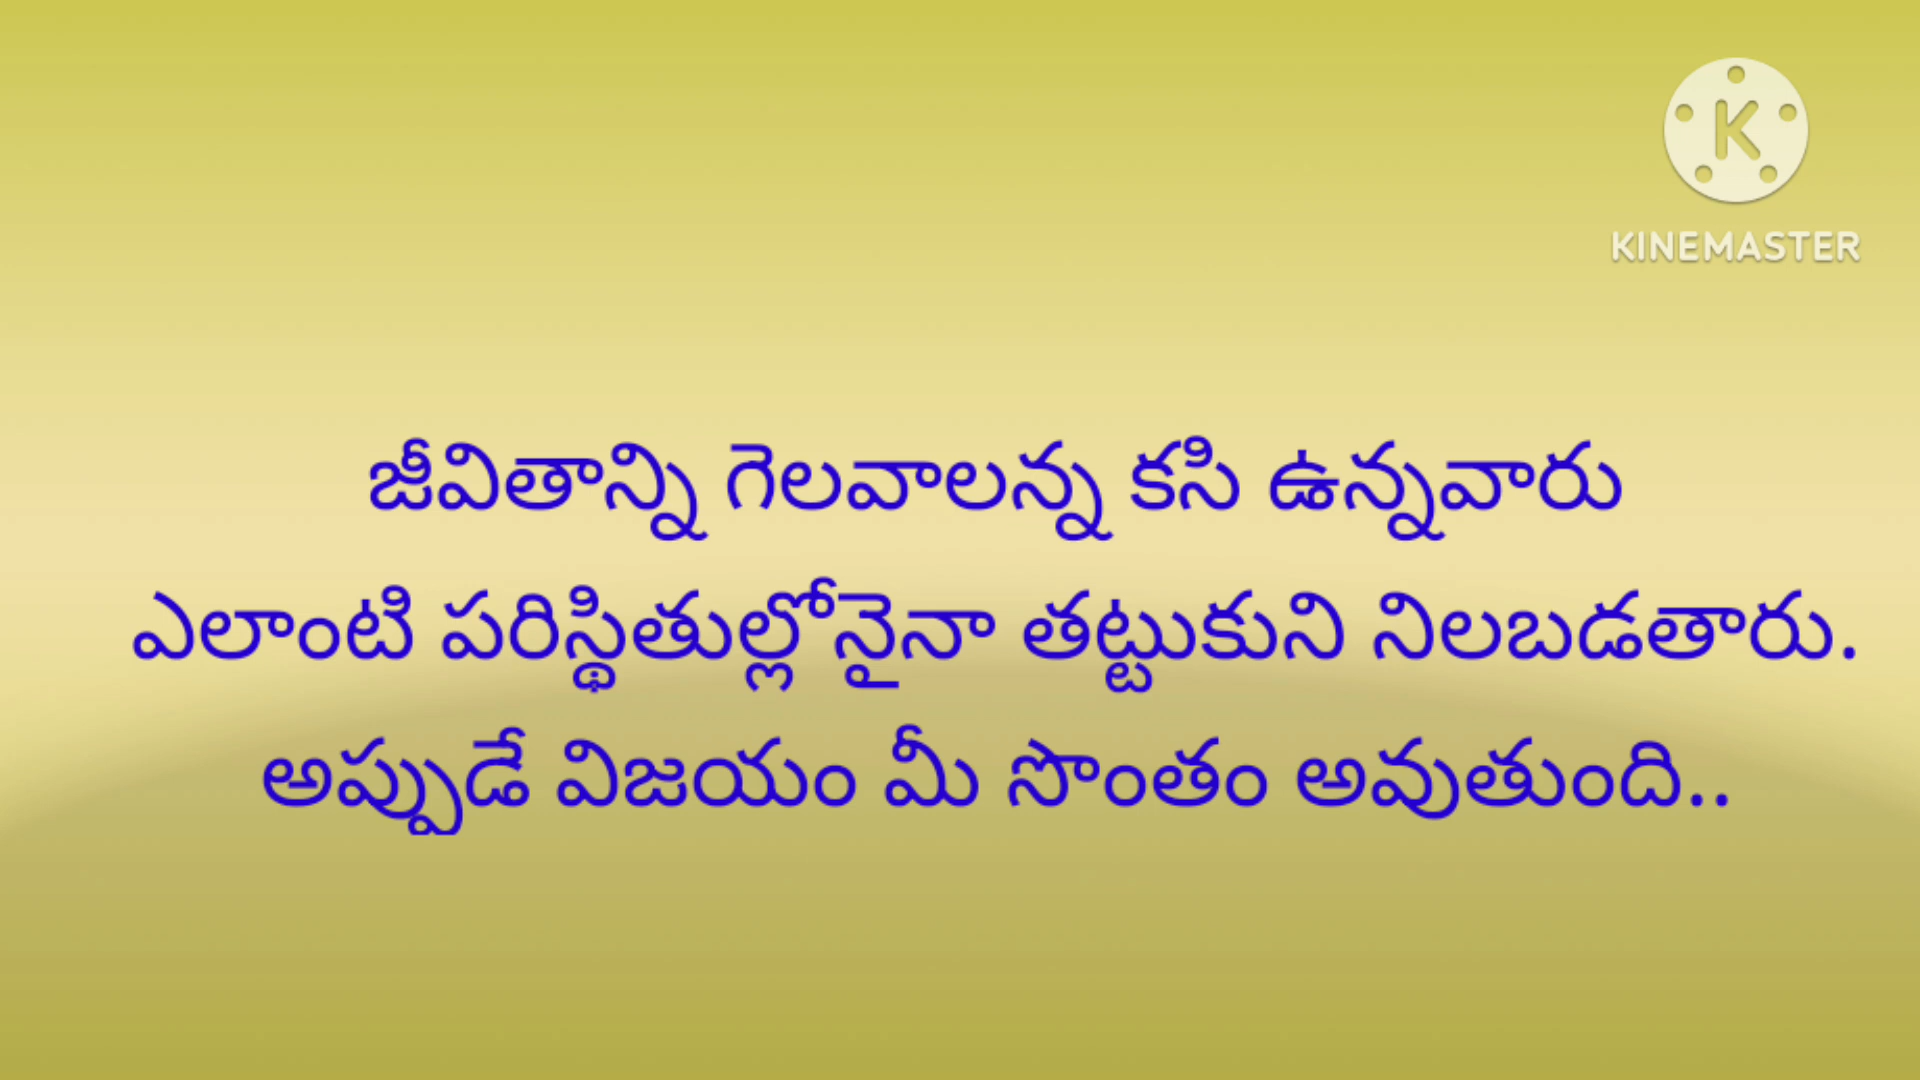 KINEMASTER
జీవితాన్ని గెలవాలన్న కసి ఉన్నవారు
ఎలాంటి పరిస్థితుల్లోనైనా తట్టుకుని నిలబడతారు.
అప్పుడే విజయం మీ సొంతం అవుతుంది..